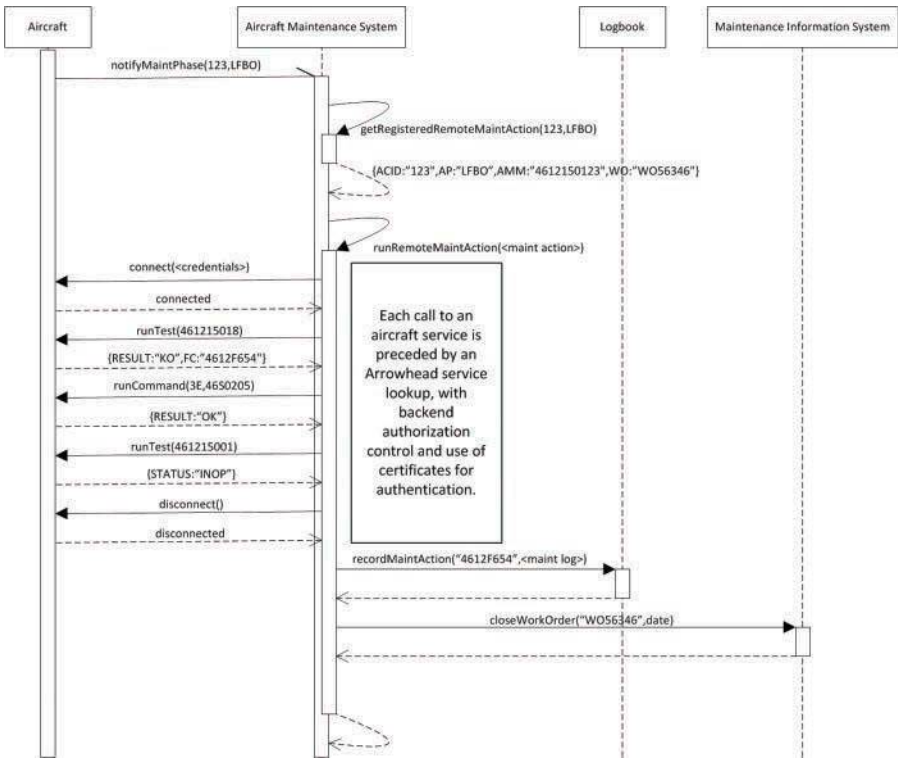 Aircraft
Aircraft Maintenance System
Logbook
Maintenance Information System
notifyMaintPhase(123,LFBO)
getRegisteredRemoteMaintAction(123,LFBO)
{ACID:"123",AP:"LFBO",AMM:"4612150123",WO:"WO56346"}
runRemoteMaintAction(<maint action>)
connect(<credentials>)
connected
runTest(461215018)
{RESULT:"KO",FC:"4612F654"}
runCommand(3E,46S0205)
{RESULT:"OK"}
runTest(461215001)
{STATUS:"INOP"}
disconnect()
disconnected
Each call to an
aircraft service is
preceded by an
Arrowhead service
lookup, with
backend
authorization
control and use of
certificates for
authentication.
recordMaintAction("4612F654",<maint log>)
closeWorkOrder("WO56346",date)